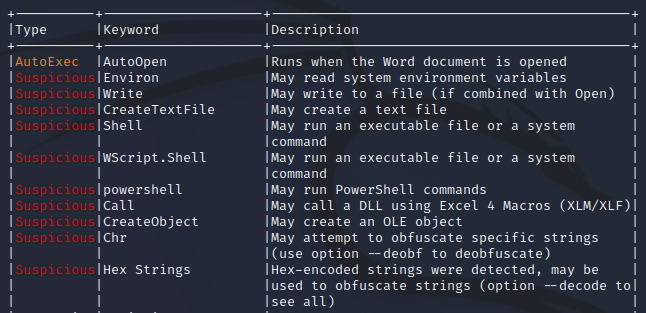 +----------+--------------------+---------------------------------------------+
|Type      |Keyword             |Description                                  |
+----------+--------------------+---------------------------------------------+
|AutoExec  |AutoOpen            |Runs when the Word document is opened        |
|Suspicious|Environ             |May read system environment variables        |
|Suspicious|Write               |May write to a file (if combined with Open)  |
|Suspicious|CreateTextFile      |May create a text file                       |
|Suspicious|Shell               |May run an executable file or a system       |
|          |                    |command                                      |
|Suspicious|WScript.Shell       |May run an executable file or a system       |
|          |                    |command                                      |
|Suspicious|powershell          |May run PowerShell commands                  |
|Suspicious|Call                |May call a DLL using Excel 4 Macros (XLM/XLF)|
|Suspicious|CreateObject        |May create an OLE object                     |
|Suspicious|Chr                 |May attempt to obfuscate specific strings    |
|          |                    |(use option --deobf to deobfuscate)          |
|Suspicious|Hex Strings         |Hex-encoded strings were detected, may be    |
|          |                    |used to obfuscate strings (option --decode to|
|          |                    |see all)                                     |